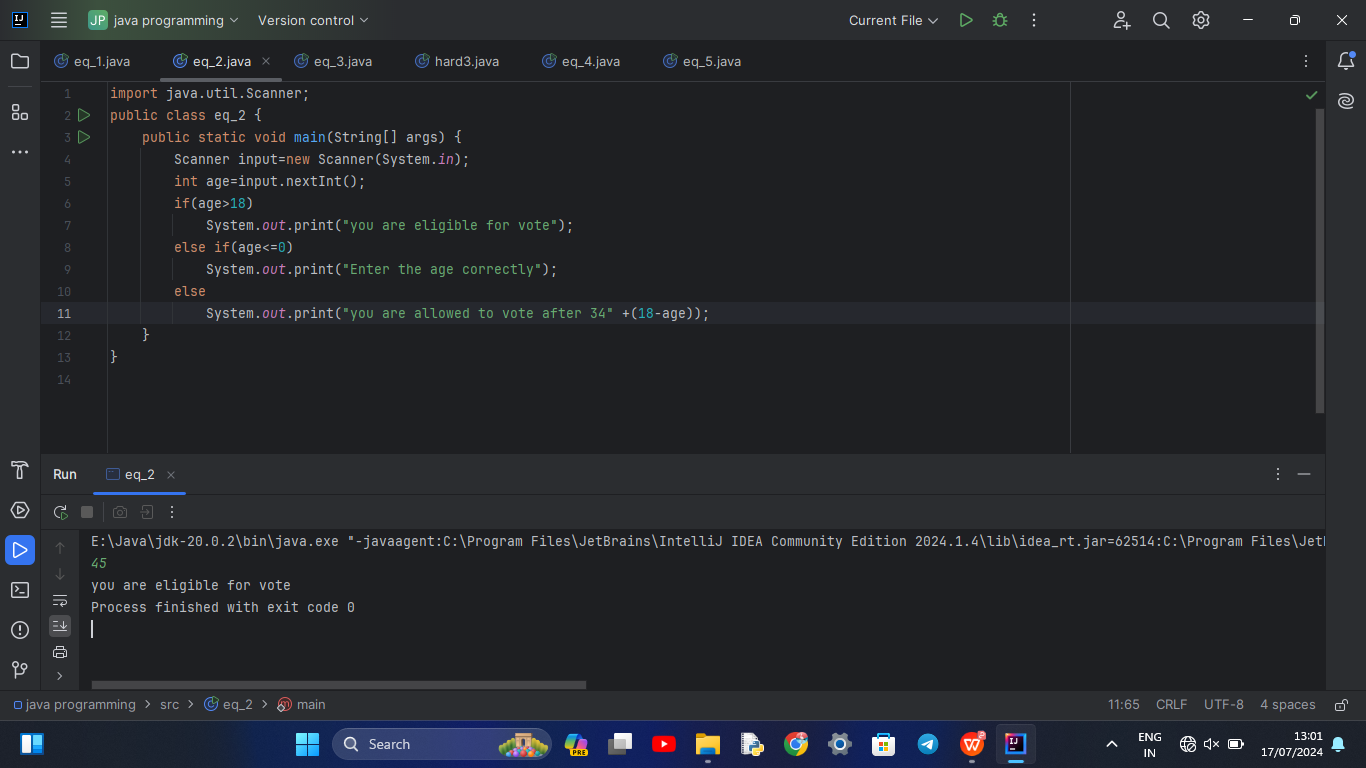 JP java programming Version control Current File
eq_1.java eq_2.java eq_3.java hard3.java eq_4.java eq_5.java
1 import java.util.Scanner;
2 public class eq_2 {
3 public static void main(String[] args) {
4 Scanner input=new Scanner(System.in);
5 int age=input.nextInt();
6 if(age>18)
7 System.out.print("you are eligible for vote");
8 else if(age<=0)
9 System.out.print("Enter the age correctly");
10 else
11 System.out.print("you are allowed to vote after 34" +(18-age));
12 }
13 }
14
Run eq_2
E:\Java\jdk-20.0.2\bin\java.exe "-javaagent:C:\Program Files\JetBrains\IntelliJ IDEA Community Edition 2024.1.4\lib\idea_rt.jar=62514:C:\Program Files\Jet
45
you are eligible for vote
Process finished with exit code 0
java programming > src > eq_2 > main 11:65 CRLF UTF-8 4 spaces
Search PRE ENG 13:01
IN 17/07/2024